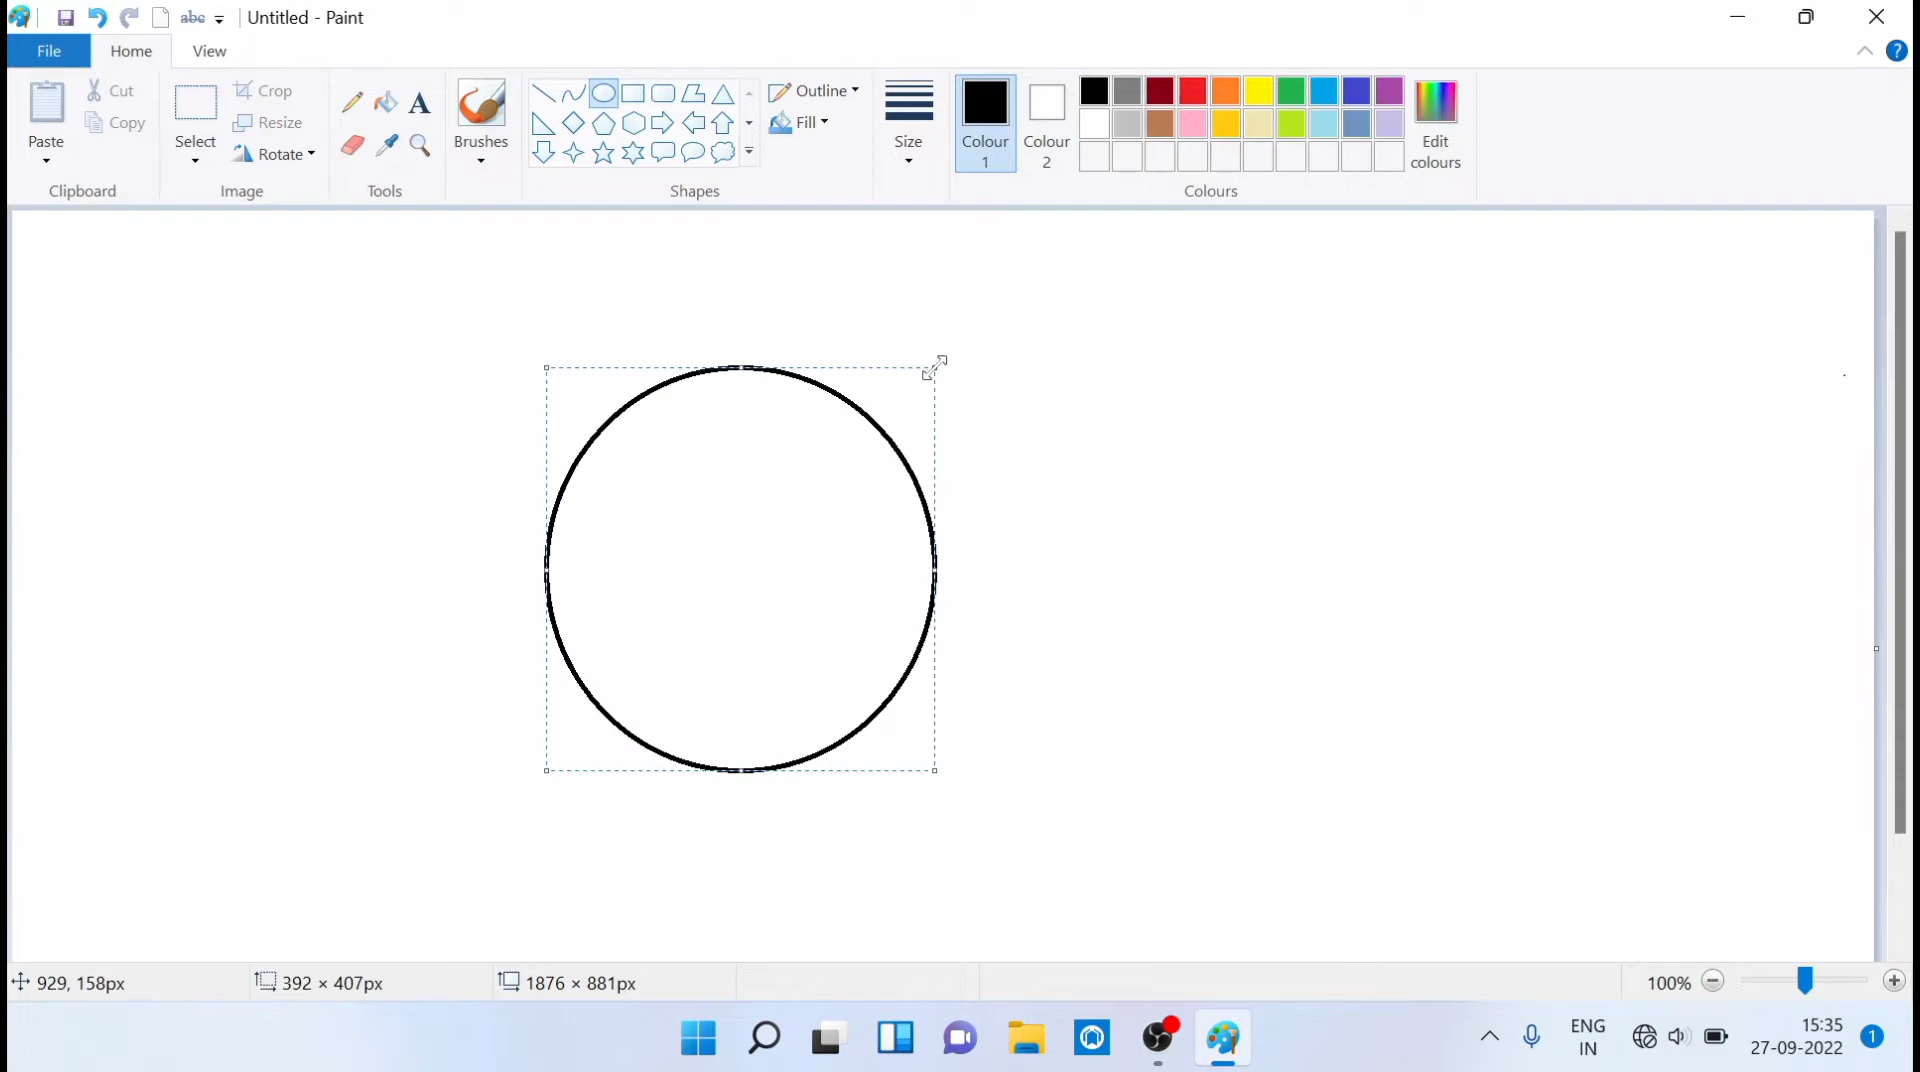 abc Untitled - Paint
File Home View
Paste
Cut
Copy
Clipboard
Select
Crop
Resize
Rotate
Image
A
Tools
Brushes
Shapes
Outline
Fill
Size
Colour 1
Colour 2
Edit colours
Colours
929, 158px 392 × 407px 1876 × 881px 100%
ENG IN
15:35
27-09-2022
1